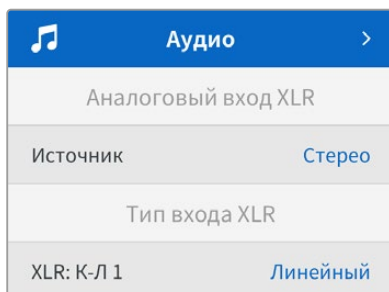 Аудио
Аналоговый вход XLR
Источник Стерео
Тип входа XLR
XLR: К-Л 1 Линейный